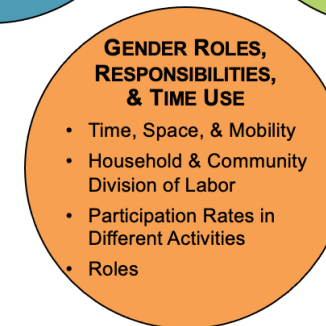 GENDER ROLES,
RESPONSIBILITIES,
& TIME USE
• Time, Space, & Mobility
• Household & Community
Division of Labor
• Participation Rates in
Different Activities
• Roles